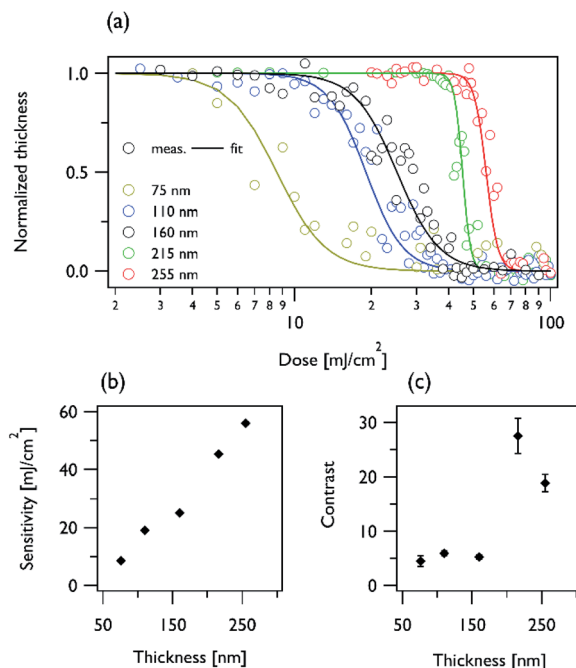 (a)
Normalized thickness
1.0
0.5
0.0
meas. fit
75 nm
110 nm
160 nm
215 nm
255 nm
2 3 4 5 6 7 8 9 10 2 3 4 5 6 7 8 9 100
Dose [mJ/cm²]
(b)
Sensitivity [mJ/cm²]
60
40
20
0
50 150 250
Thickness [nm]
(c)
Contrast
30
20
10
0
50 150 250
Thickness [nm]